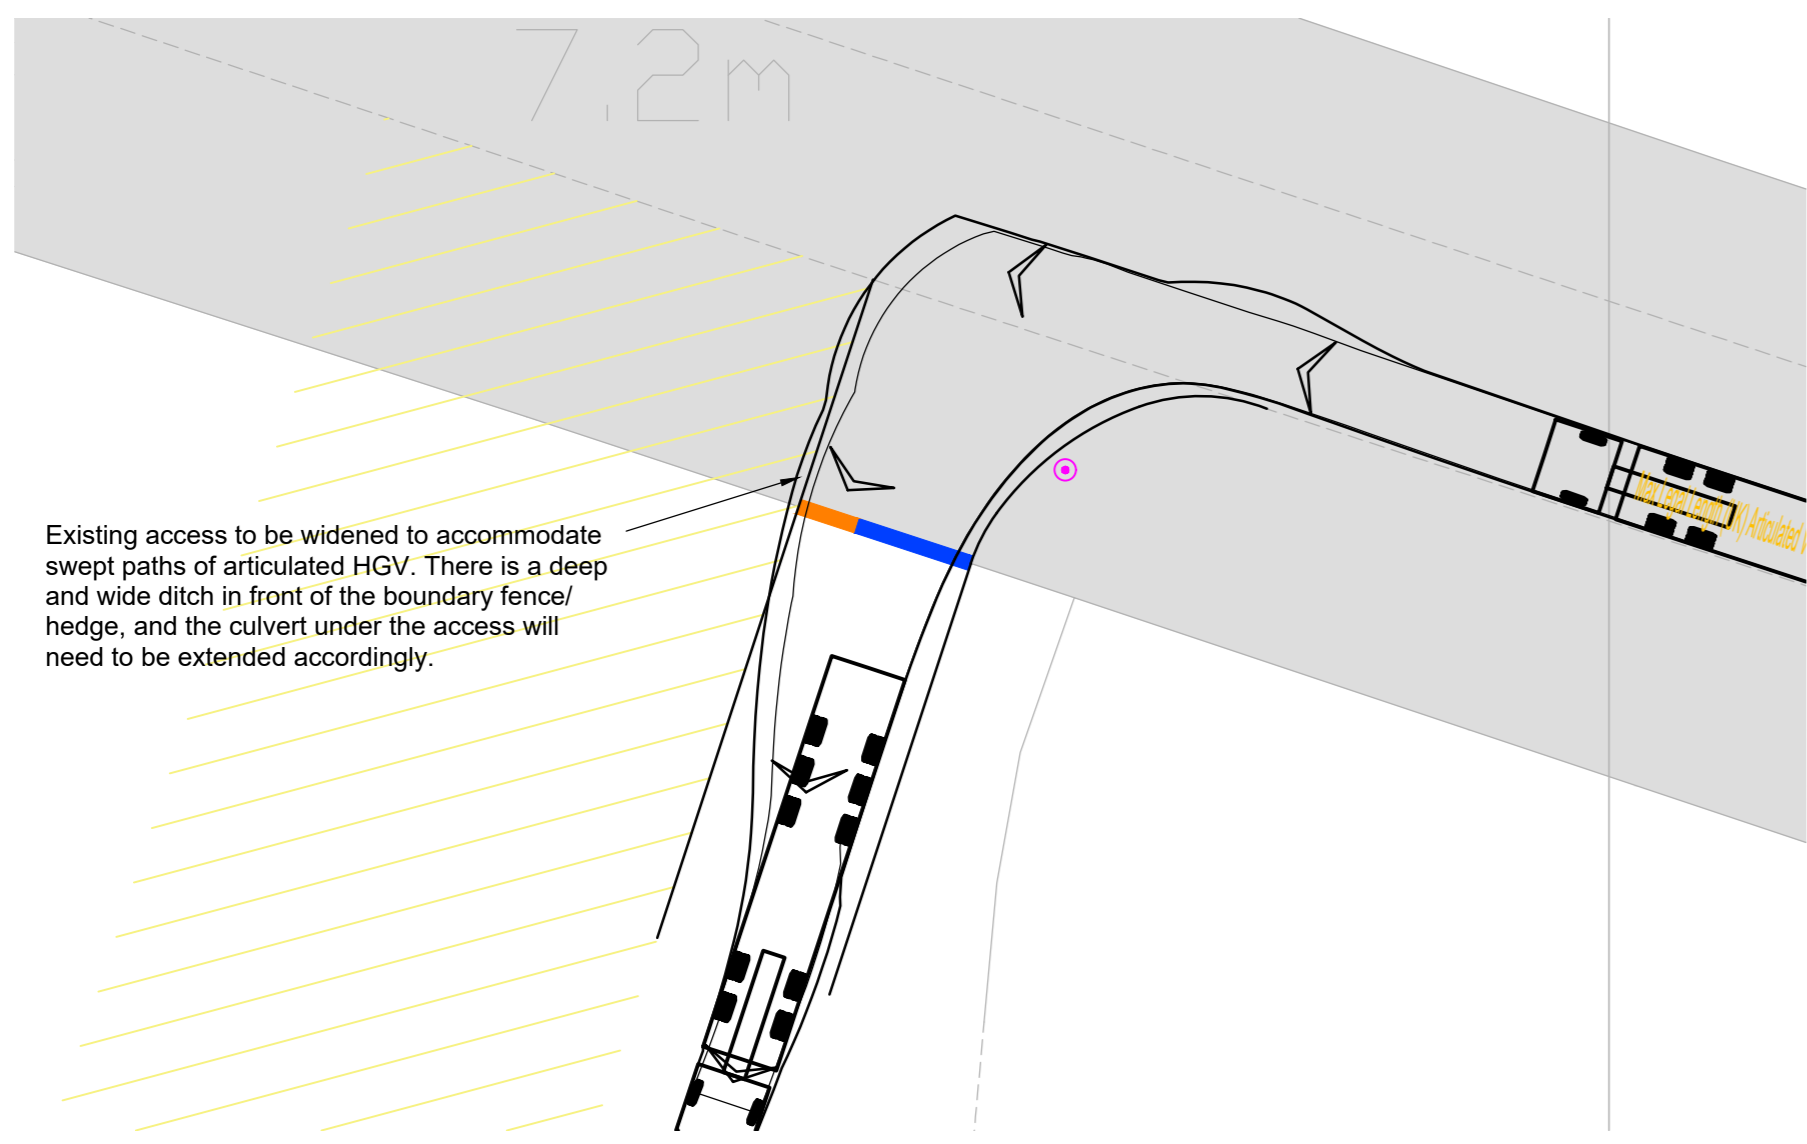 7.2m
Existing access to be widened to accommodate
swept paths of articulated HGV. There is a deep
and wide ditch in front of the boundary fence/
hedge, and the culvert under the access will
need to be extended accordingly.
Max Legal Length (UK) Articulated